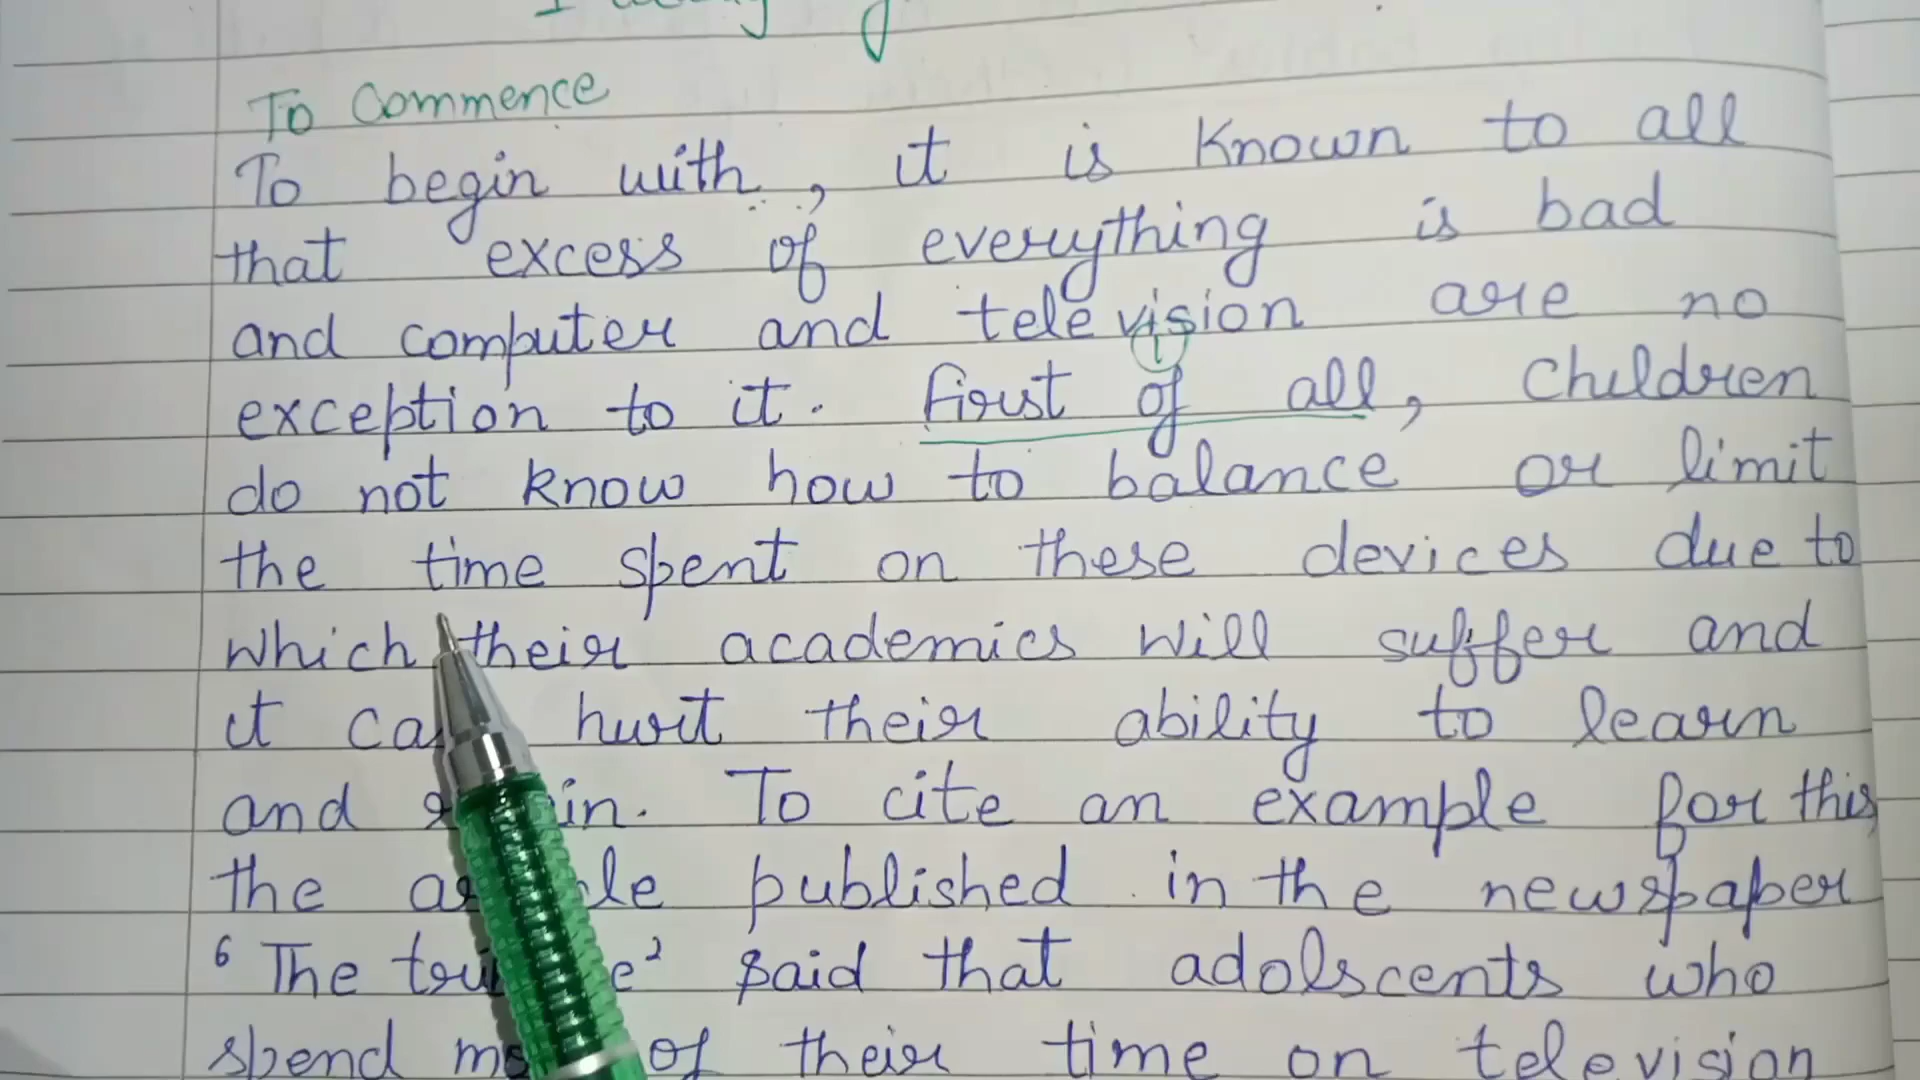 To Commence
To begin with, it is known to all
that excess of everything is bad
and computer and television are no
exception to it. First of all, children
do not know how to balance or limit
the time spent on these devices due to
which their academics will suffer and
it hurt their ability to learn
and To cite an example for this
the published in the newspaper
'The said that adolscents who
spend of their time on television